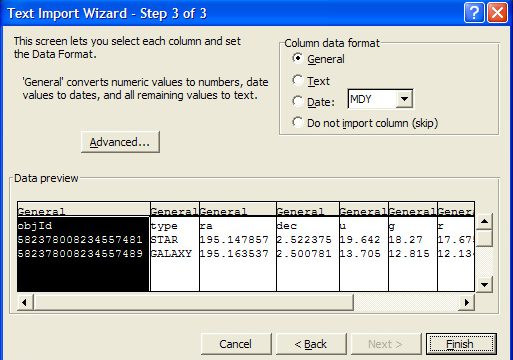 Text Import Wizard - Step 3 of 3
This screen lets you select each column and set
the Data Format.
'General' converts numeric values to numbers, date
values to dates, and all remaining values to text.
Advanced...
Column data format
General
Text
Date: MDY
Do not import column (skip)
Data preview
General General General General General General General
objId type ra dec u g r
582378008234557481 STAR 195.147857 2.522375 19.642 18.27 17.675
582378008234557489 GALAXY 195.163537 2.500781 13.705 12.815 12.134
Cancel < Back Next > Finish